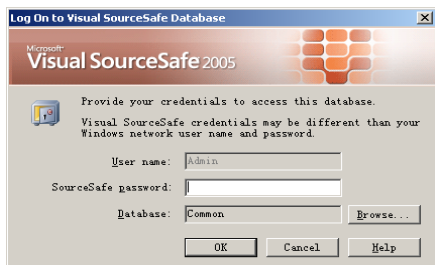 Log On to Visual SourceSafe Database
Microsoft
Visual SourceSafe 2005
Provide your credentials to access this database.
Visual SourceSafe credentials may be different than your
Windows network user name and password.
User name: Admin
SourceSafe password:
Database: Common Browse...
OK Cancel Help